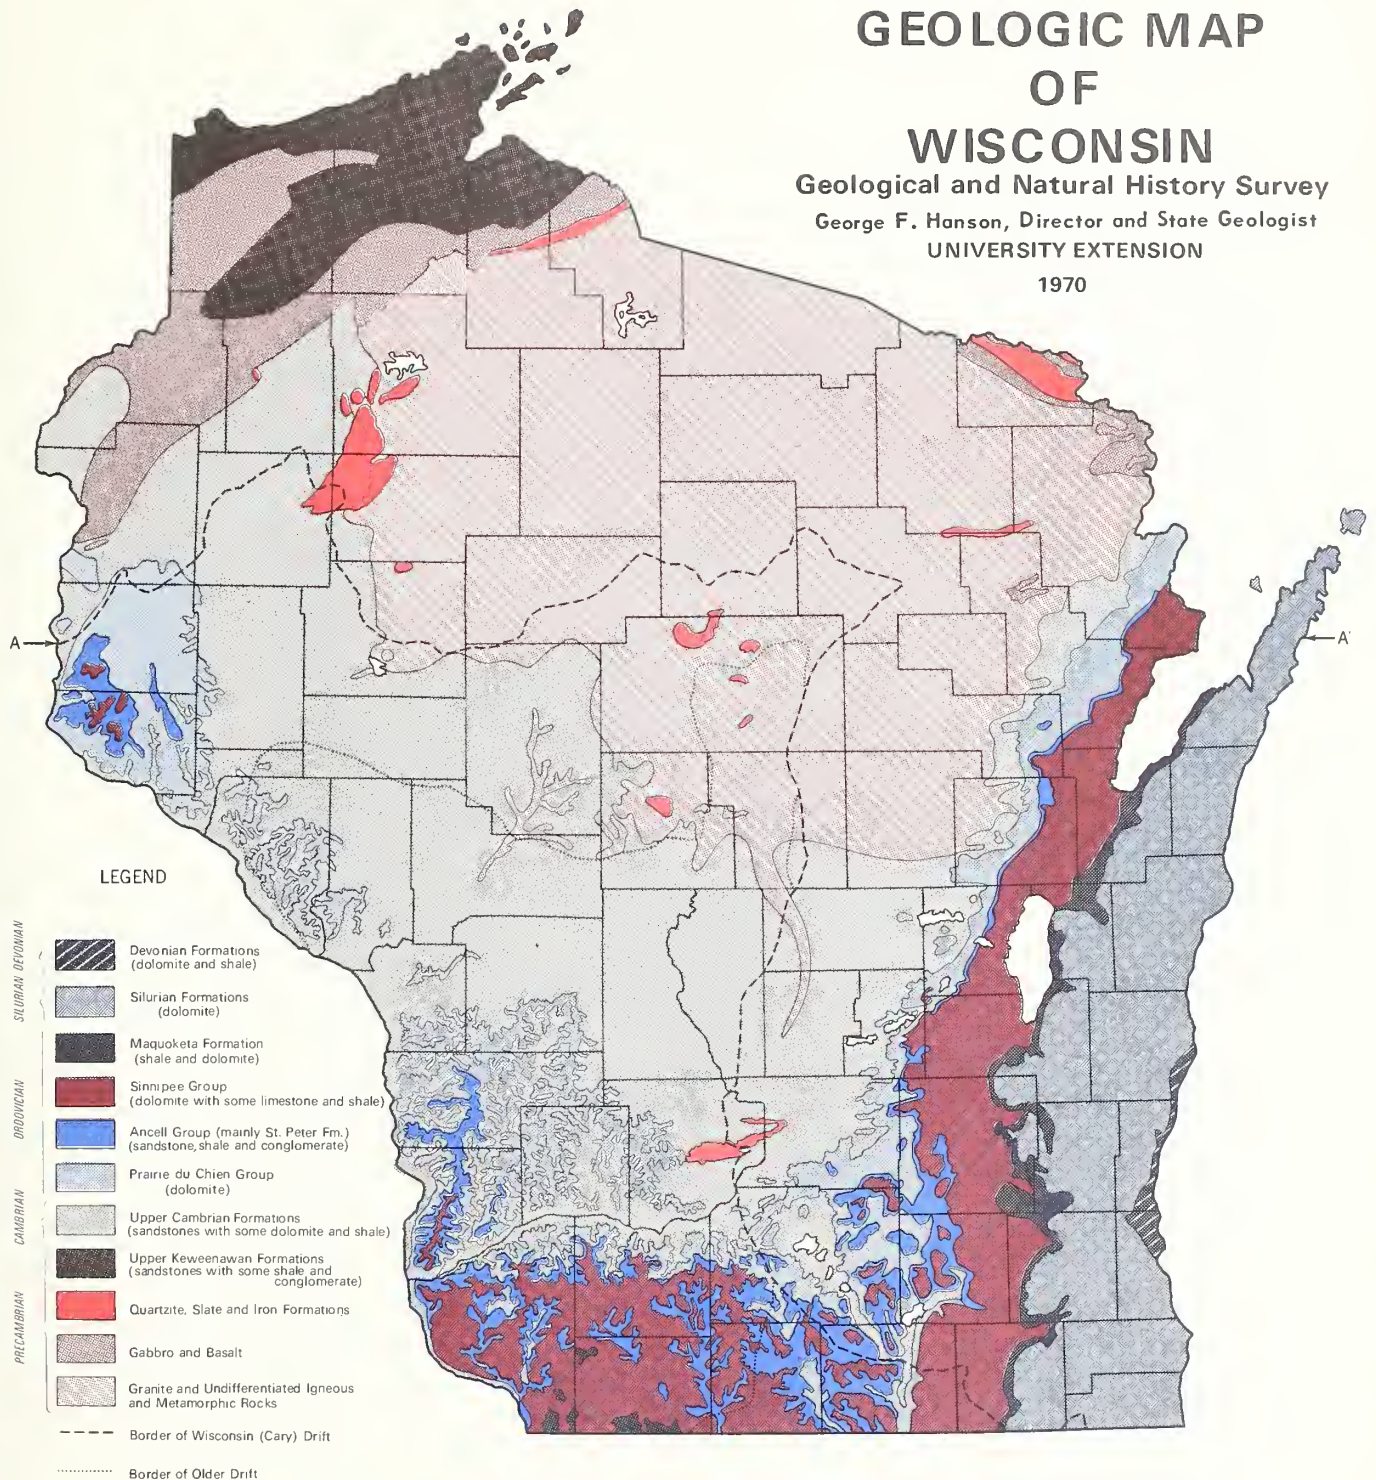 GEOLOGIC MAP
OF
WISCONSIN
Geological and Natural History Survey
George F. Hanson, Director and State Geologist
UNIVERSITY EXTENSION
1970
A
A'
LEGEND
SILURIAN DEVONIAN
ORDOVICIAN
CAMBRIAN
PRECAMBRIAN
Devonian Formations
(dolomite and shale)
Silurian Formations
(dolomite)
Maquoketa Formation
(shale and dolomite)
Sinnipee Group
(dolomite with some limestone and shale)
Ancell Group (mainly St. Peter Fm.)
(sandstone, shale and conglomerate)
Prairie du Chien Group
(dolomite)
Upper Cambrian Formations
(sandstones with some dolomite and shale)
Upper Keweenawan Formations
(sandstones with some shale and
conglomerate)
Quartzite, Slate and Iron Formations
Gabbro and Basalt
Granite and Undifferentiated Igneous
and Metamorphic Rocks
Border of Wisconsin (Cary) Drift
Border of Older Drift